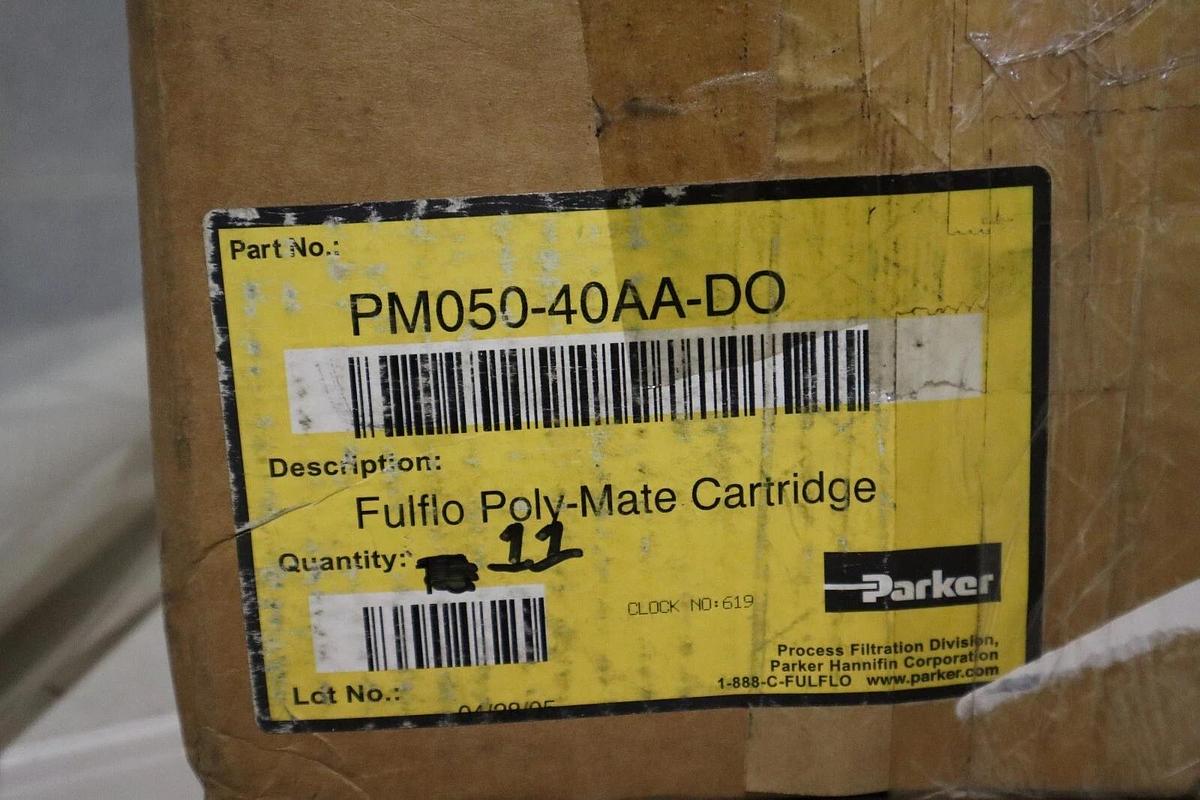 Part No.:
PM050-40AA-DO
Description:
Fulflo Poly-Mate Cartridge
Quantity: 11
CLOCK NO:619
Parker
Process Filtration Division,
Parker Hannifin Corporation
1-888-C-FULFLO www.parker.com
Lot No.: